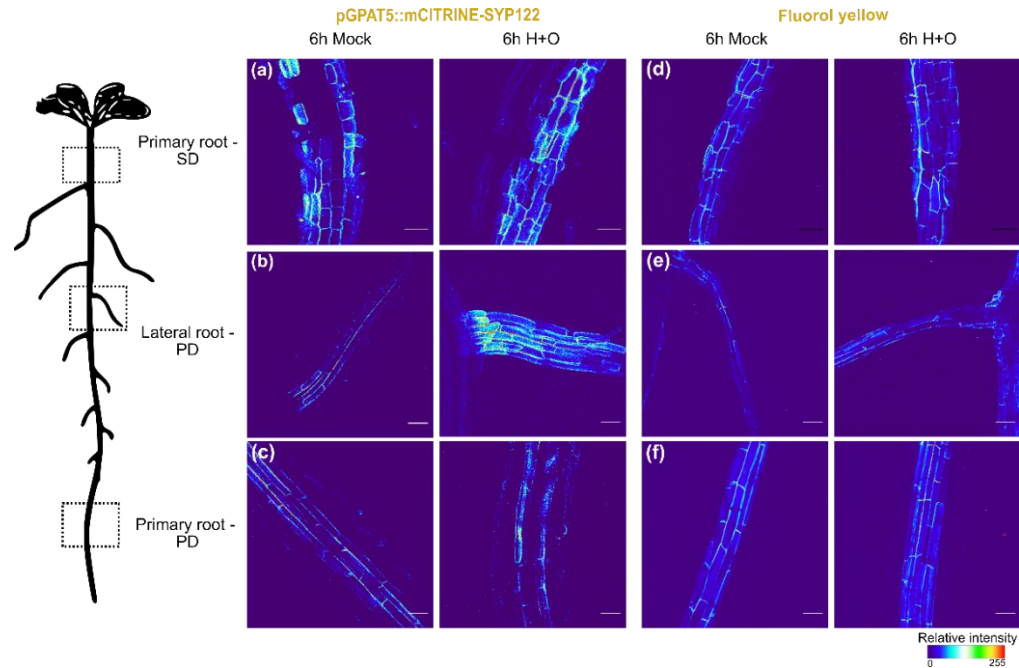 pGPAT5::mCITRINE-SYP122
Fluorol yellow
6h Mock
6h H+O
6h Mock
6h H+O
(a)
(d)
Primary root -
SD
(b)
(e)
Lateral root -
PD
(c)
(f)
Primary root -
PD
Relative intensity
0
255